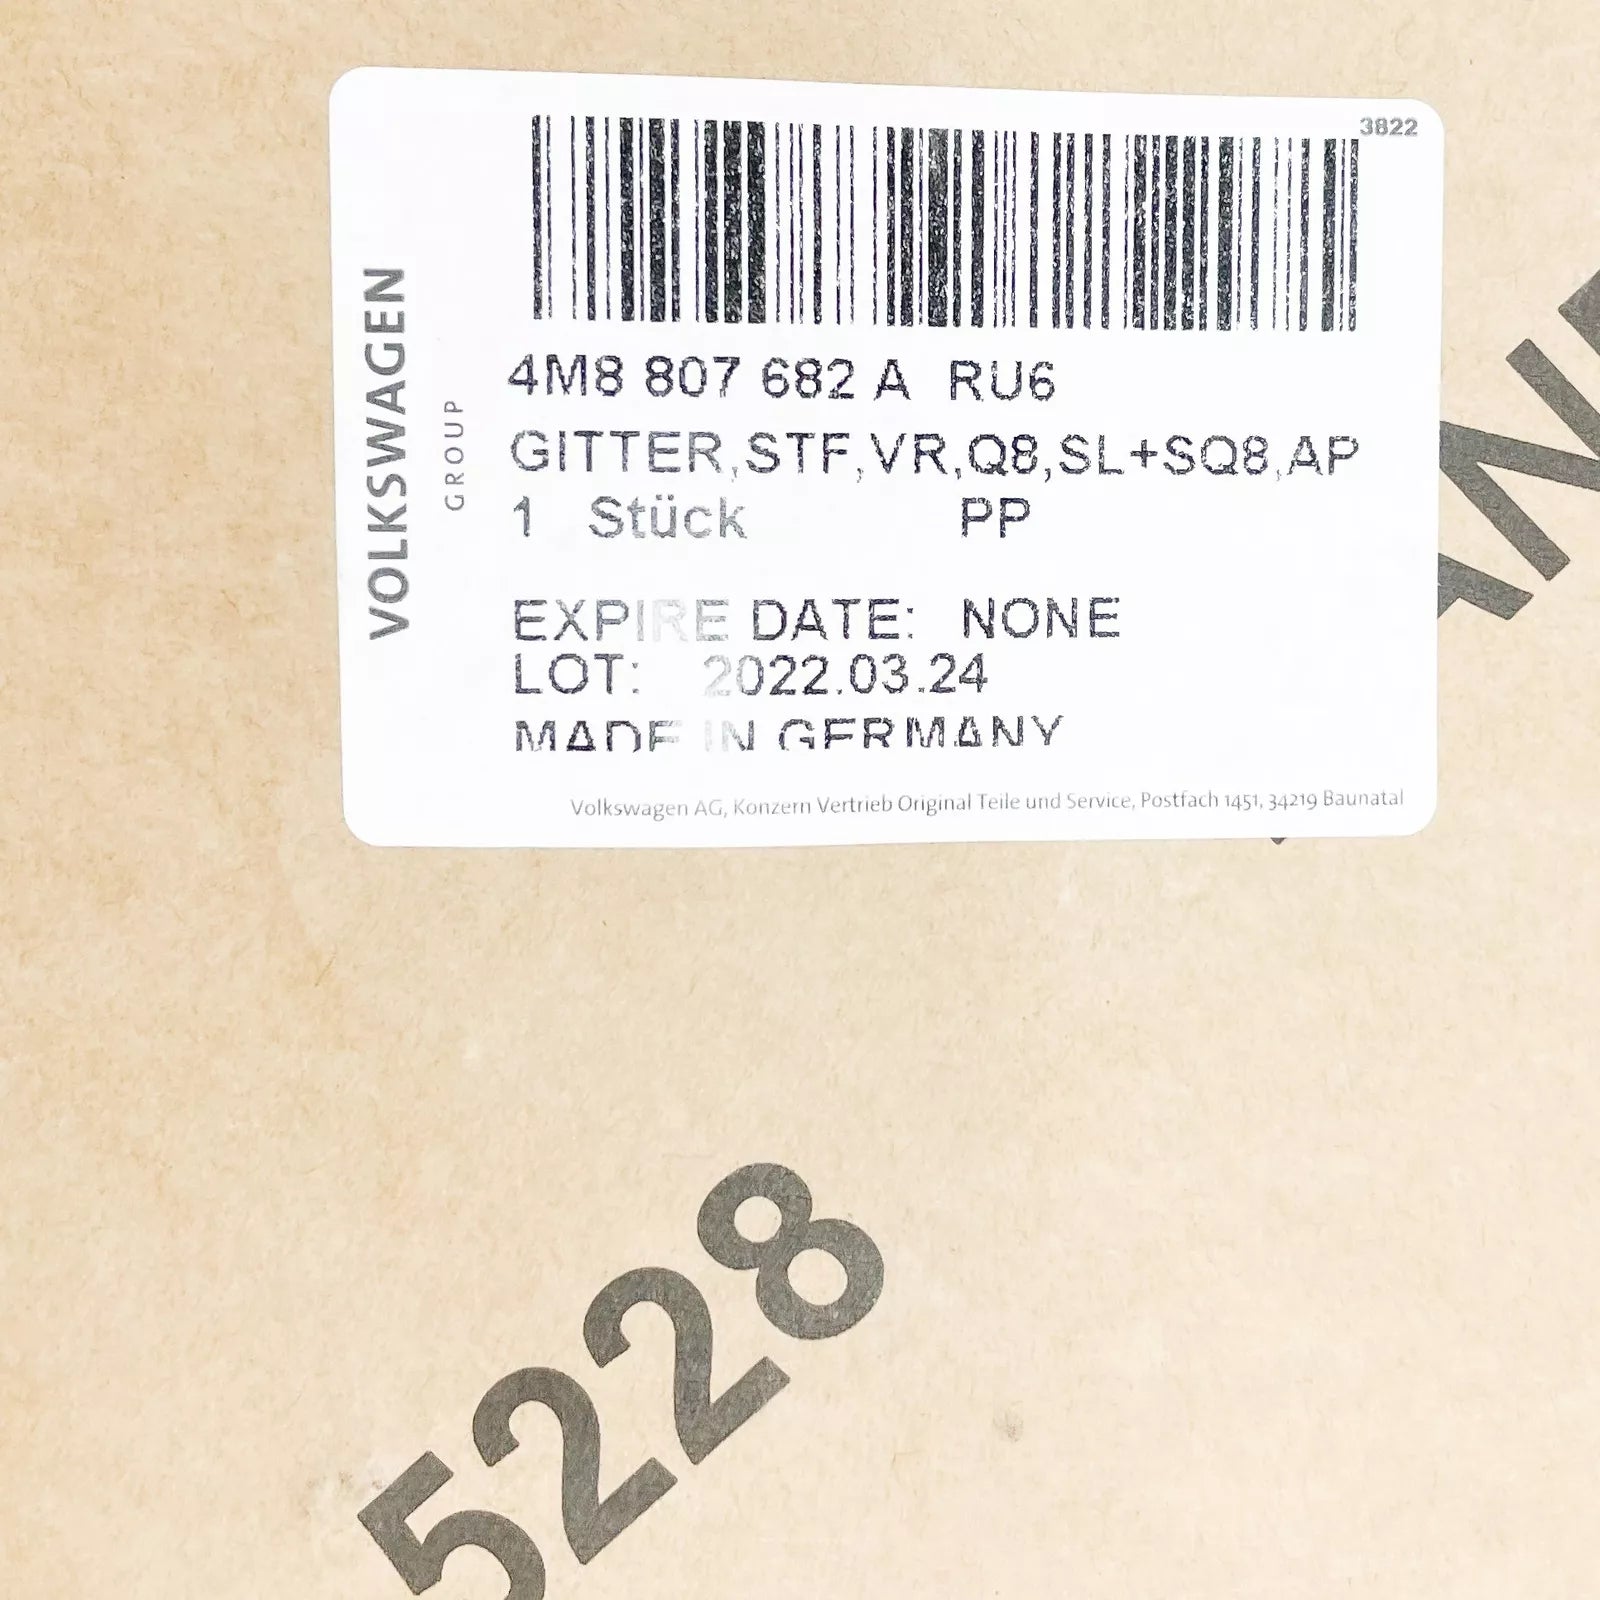 3822
VOLKSWAGEN
GROUP
4M8 807 682 A RU6
GITTER,STF,VR,Q8,SL+SQ8,AP
1 Stück PP
EXPIRE DATE: NONE
LOT: 2022.03.24
MADE IN GERMANY
Volkswagen AG, Konzern Vertrieb Original Teile und Service, Postfach 1451, 34219 Baunatal
5228